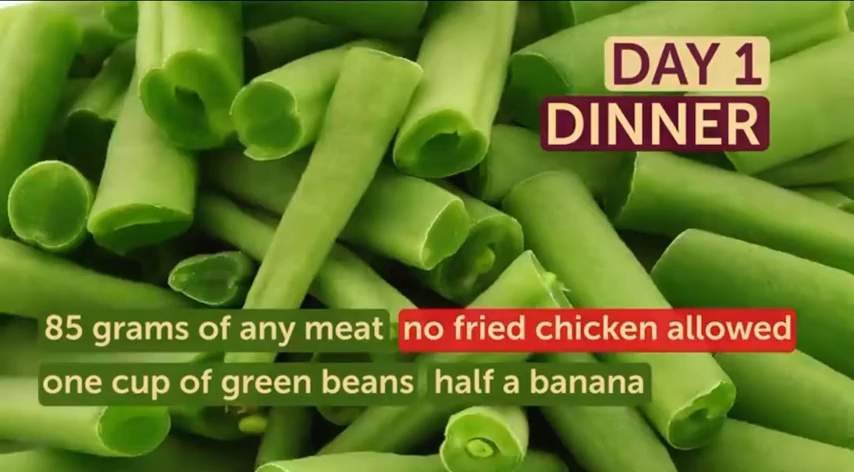 DAY 1
DINNER
85 grams of any meat no fried chicken allowed
one cup of green beans half a banana